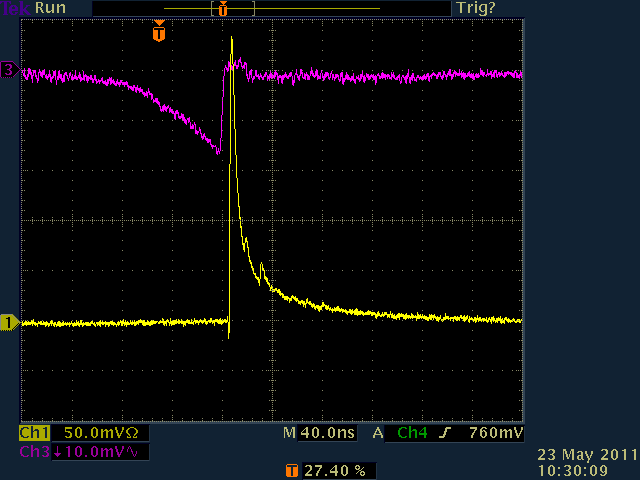 Tek Run Trig?
T
T
3
1
Ch1 50.0mVΩ M 40.0ns A Ch4 760mV
Ch3 ↓10.0mV∿
T 27.40 %
23 May 2011
10:30:09